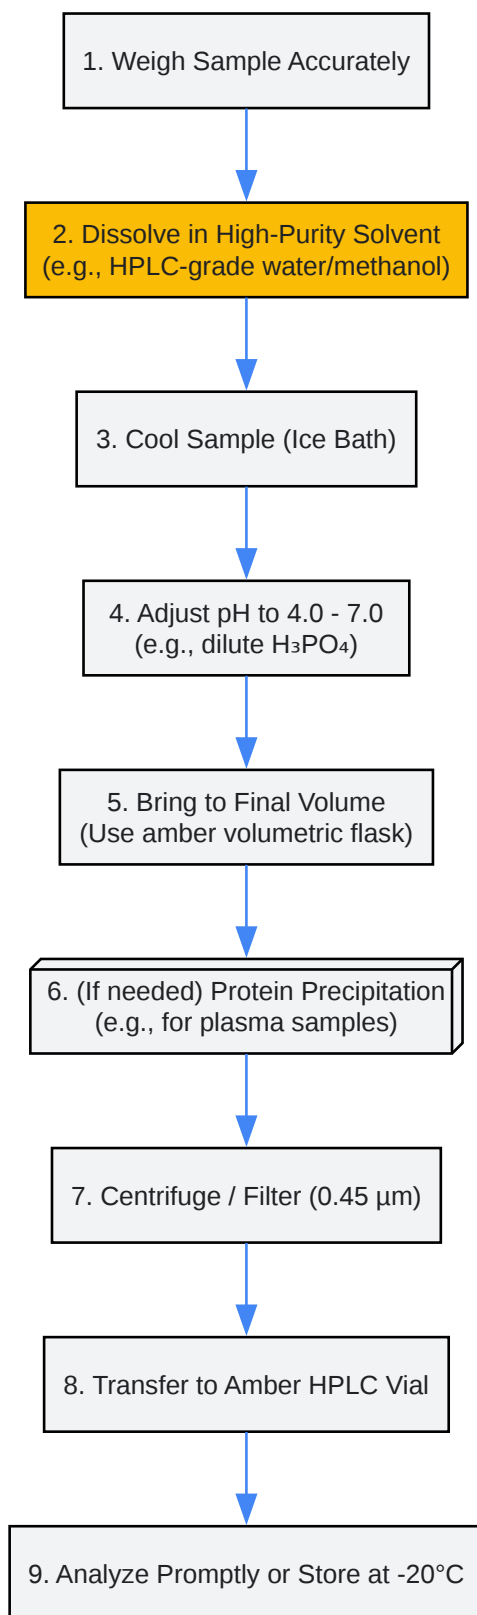 1. Weigh Sample Accurately
2. Dissolve in High-Purity Solvent
(e.g., HPLC-grade water/methanol)
3. Cool Sample (Ice Bath)
4. Adjust pH to 4.0 - 7.0
(e.g., dilute H₃PO₄)
5. Bring to Final Volume
(Use amber volumetric flask)
6. (If needed) Protein Precipitation
(e.g., for plasma samples)
7. Centrifuge / Filter (0.45 µm)
8. Transfer to Amber HPLC Vial
9. Analyze Promptly or Store at -20°C